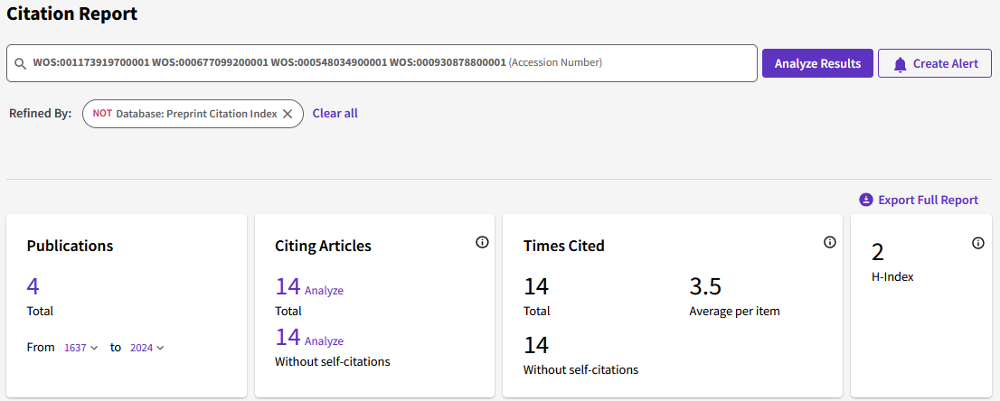 Citation Report
WOS:001173919700001 WOS:000677099200001 WOS:000548034900001 WOS:000930878800001 (Accession Number)
Analyze Results
Create Alert
Refined By: NOT Database: Preprint Citation Index Clear all
Export Full Report
Publications
4
Total
From 1637 to 2024
Citing Articles
14 Analyze
Total
14 Analyze
Without self-citations
Times Cited
14
Total
3.5
Average per item
14
Without self-citations
2
H-Index